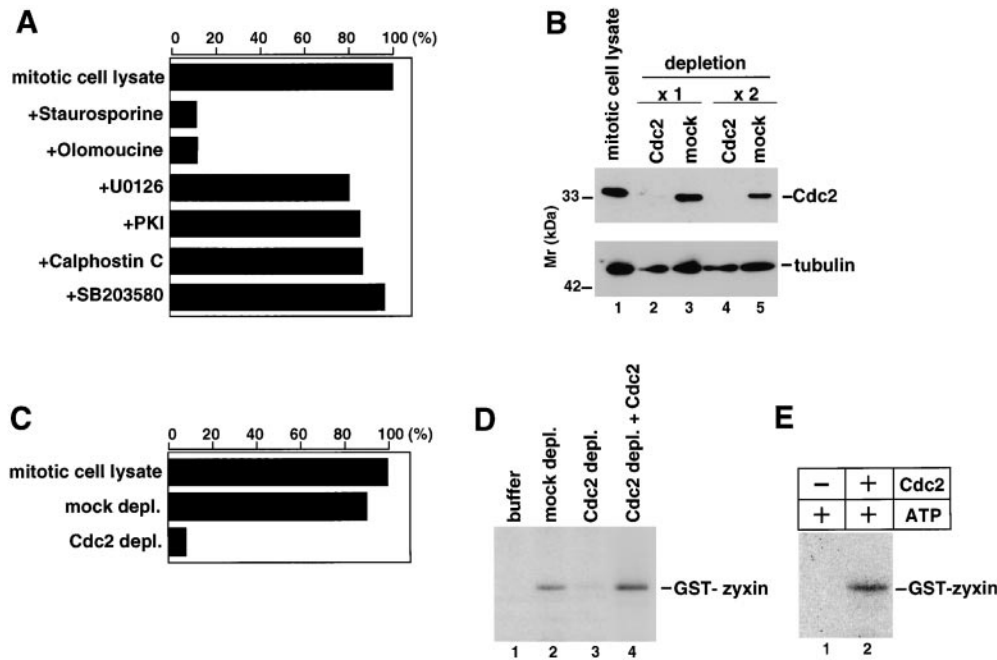 A
0 20 40 60 80 100 (%)
mitotic cell lysate
+Staurosporine
+Olomoucine
+U0126
+PKI
+Calphostin C
+SB203580
B
mitotic cell lysate
depletion
x 1 x 2
Cdc2 mock Cdc2 mock
Mr (kDa)
33
Cdc2
tubulin
42
1 2 3 4 5
C
0 20 40 60 80 100 (%)
mitotic cell lysate
mock depl.
Cdc2 depl.
D
buffer
mock depl.
Cdc2 depl.
Cdc2 depl. + Cdc2
GST- zyxin
1 2 3 4
E
− + Cdc2
+ + ATP
GST-zyxin
1 2